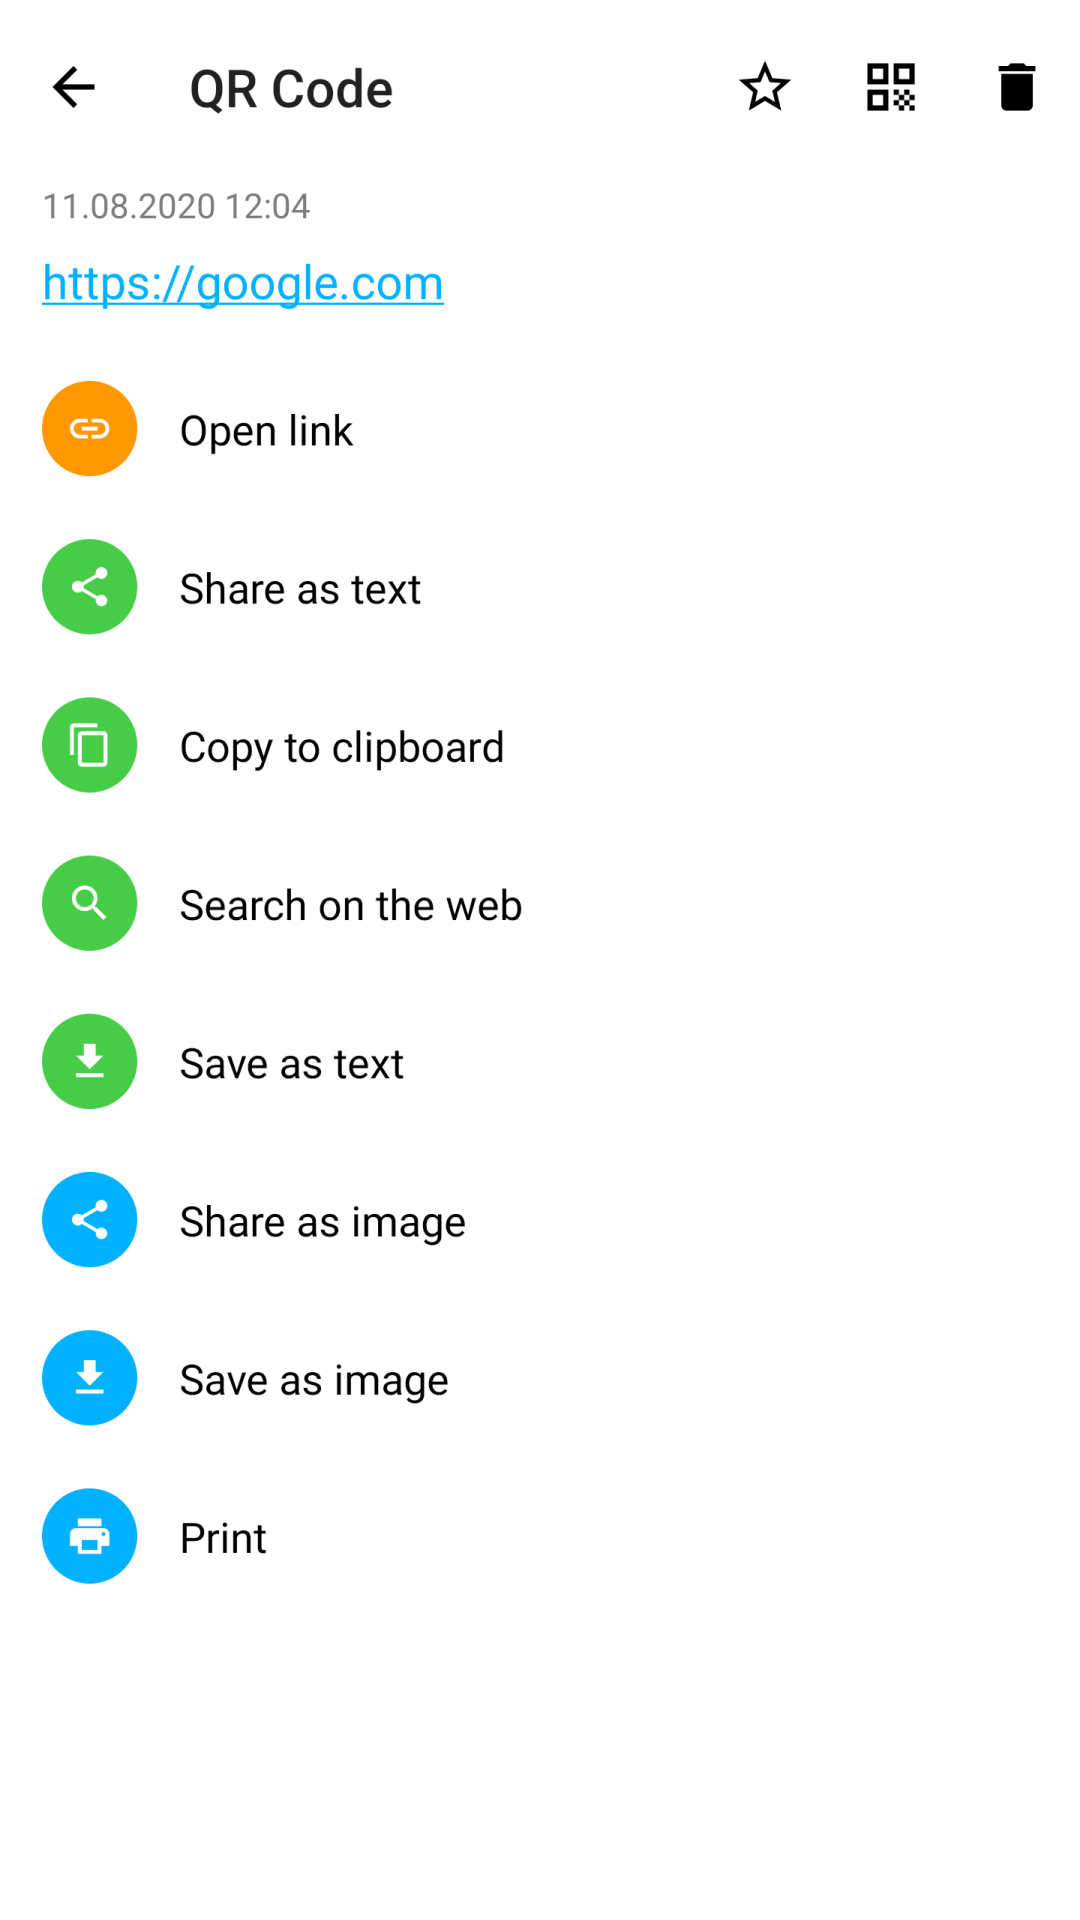 QR Code
11.08.2020 12:04
https://google.com
Open link
Share as text
Copy to clipboard
Search on the web
Save as text
Share as image
Save as image
Print